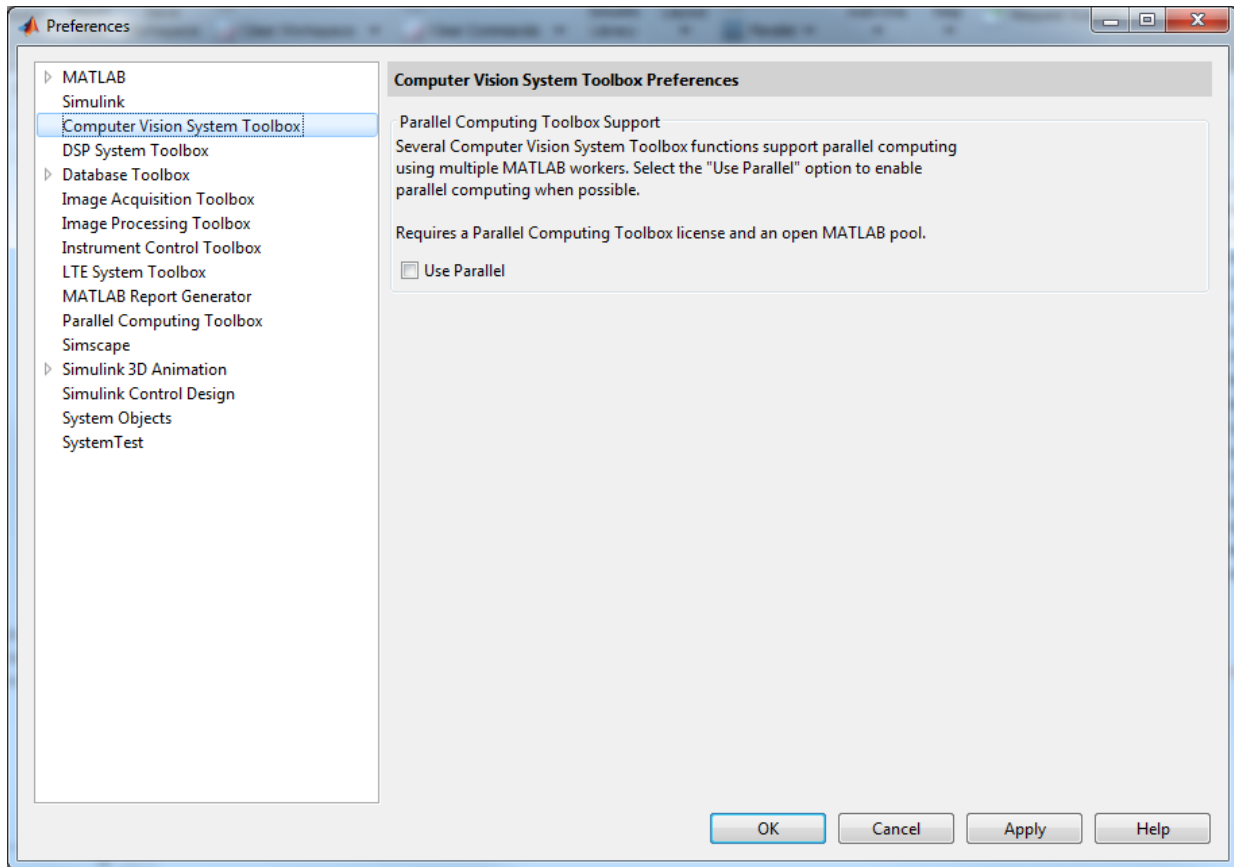 Preferences
MATLAB
Simulink
Computer Vision System Toolbox
DSP System Toolbox
Database Toolbox
Image Acquisition Toolbox
Image Processing Toolbox
Instrument Control Toolbox
LTE System Toolbox
MATLAB Report Generator
Parallel Computing Toolbox
Simscape
Simulink 3D Animation
Simulink Control Design
System Objects
SystemTest
Computer Vision System Toolbox Preferences
Parallel Computing Toolbox Support
Several Computer Vision System Toolbox functions support parallel computing
using multiple MATLAB workers. Select the "Use Parallel" option to enable
parallel computing when possible.
Requires a Parallel Computing Toolbox license and an open MATLAB pool.
Use Parallel
OK
Cancel
Apply
Help